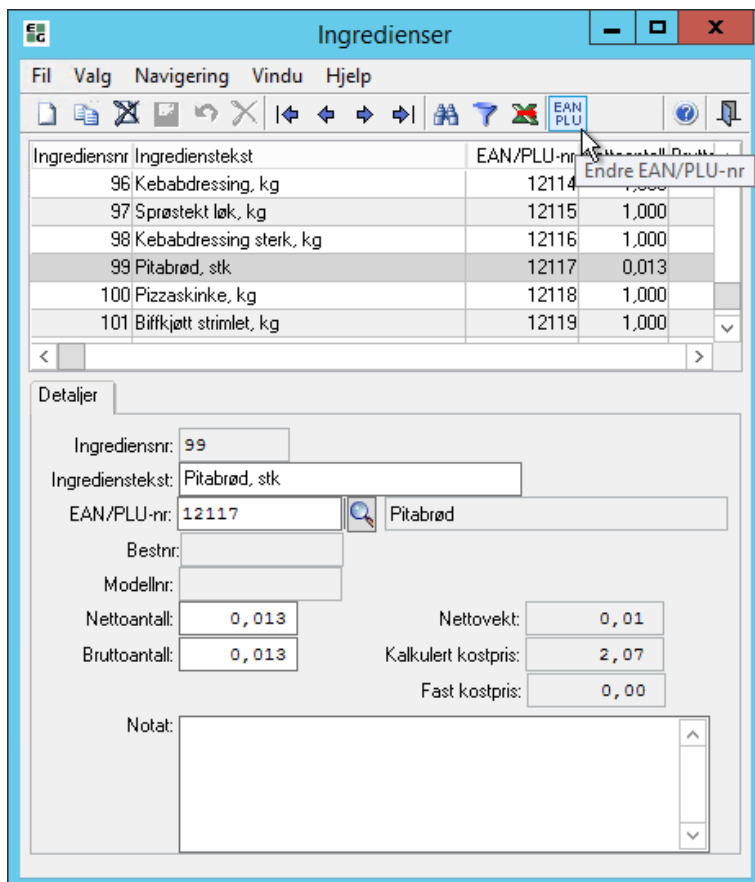 EG Ingredienser
Fil Valg Navigering Vindu Hjelp
EAN PLU
Ingrediensnr Ingredienstekst EAN/PLU-nr
Endre EAN/PLU-nr
96 Kebabdressing, kg 12114
97 Sprøstekt løk, kg 12115 1,000
98 Kebabdressing sterk, kg 12116 1,000
99 Pitabrød, stk 12117 0,013
100 Pizzaskinke, kg 12118 1,000
101 Biffkjøtt strimlet, kg 12119 1,000
Detaljer
Ingrediensnr: 99
Ingredienstekst: Pitabrød, stk
EAN/PLU-nr: 12117 Pitabrød
Bestnr:
Modellnr:
Nettoantall: 0,013 Nettovekt: 0,01
Bruttoantall: 0,013 Kalkulert kostpris: 2,07
Fast kostpris: 0,00
Notat: